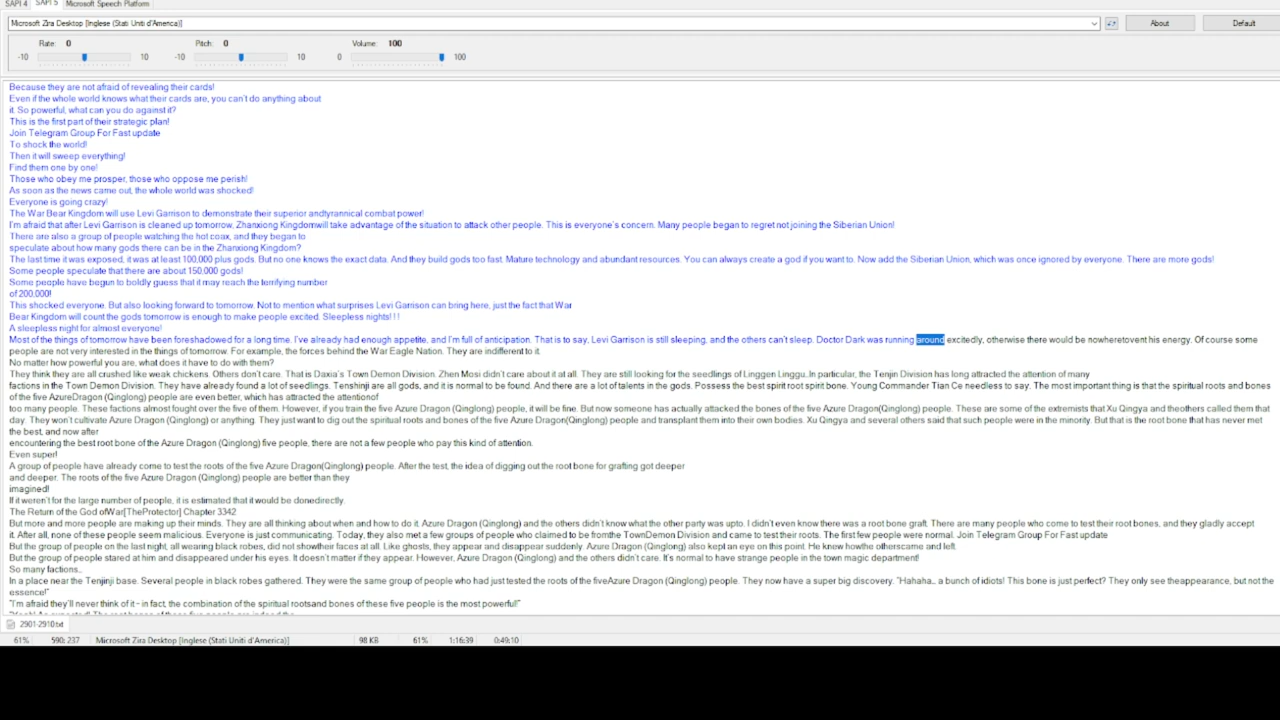 SAPI 4 SAPI 5 Microsoft Speech Platform
Microsoft Zira Desktop [Inglese (Stati Uniti d'America)] About Default
Rate: 0 Pitch: 0 Volume: 100
-10 10 -10 10 0 100
Because they are not afraid of revealing their cards!
Even if the whole world knows what their cards are, you can't do anything about
it. So powerful, what can you do against it?
This is the first part of their strategic plan!
Join Telegram Group For Fast update
To shock the world!
Then it will sweep everything!
Find them one by one!
Those who obey me prosper, those who oppose me perish!
As soon as the news came out, the whole world was shocked!
Everyone is going crazy!
The War Bear Kingdom will use Levi Garrison to demonstrate their superior andtyrannical combat power!
I'm afraid that after Levi Garrison is cleaned up tomorrow, Zhanxiong Kingdomwill take advantage of the situation to attack other people. This is everyone's concern. Many people began to regret not joining the Siberian Union!
There are also a group of people watching the hot coax, and they began to
speculate about how many gods there can be in the Zhanxiong Kingdom?
The last time it was exposed, it was at least 100,000 plus gods. But no one knows the exact data. And they build gods too fast. Mature technology and abundant resources. You can always create a god if you want to. Now add the Siberian Union, which was once ignored by everyone. There are more gods!
Some people speculate that there are about 150,000 gods!
Some people have begun to boldly guess that it may reach the terrifying number
of 200,000!
This shocked everyone. But also looking forward to tomorrow. Not to mention what surprises Levi Garrison can bring here, just the fact that War
Bear Kingdom will count the gods tomorrow is enough to make people excited. Sleepless nights!!!
A sleepless night for almost everyone!
Most of the things of tomorrow have been foreshadowed for a long time. I've already had enough appetite, and I'm full of anticipation. That is to say, Levi Garrison is still sleeping, and the others can't sleep. Doctor Dark was running around excitedly, otherwise there would be nowheretovent his energy. Of course some
people are not very interested in the things of tomorrow. For example, the forces behind the War Eagle Nation. They are indifferent to it.
No matter how powerful you are, what does it have to do with them?
They think they are all crushed like weak chickens. Others don't care. That is Daxia's Town Demon Division. Zhen Mosi didn't care about it at all. They are still looking for the seedlings of Linggen Linggu...In particular, the Tenjin Division has long attracted the attention of many
factions in the Town Demon Division. They have already found a lot of seedlings. Tenshinji are all gods, and it is normal to be found. And there are a lot of talents in the gods. Possess the best spirit root spirit bone. Young Commander Tian Ce needless to say. The most important thing is that the spiritual roots and bones
of the five AzureDragon (Qinglong) people are even better, which has attracted the attentionof
too many people. These factions almost fought over the five of them. However, if you train the five Azure Dragon (Qinglong) people, it will be fine. But now someone has actually attacked the bones of the five Azure Dragon(Qinglong) people. These are some of the extremists that Xu Qingya and theothers called them that
day. They won't cultivate Azure Dragon (Qinglong) or anything. They just want to dig out the spiritual roots and bones of the five Azure Dragon(Qinglong) people and transplant them into their own bodies. Xu Qingya and several others said that such people were in the minority. But that is the root bone that has never met
the best, and now after
encountering the best root bone of the Azure Dragon (Qinglong) five people, there are not a few people who pay this kind of attention.
Even super!
A group of people have already come to test the roots of the five Azure Dragon(Qinglong) people. After the test, the idea of digging out the root bone for grafting got deeper
and deeper. The roots of the five Azure Dragon (Qinglong) people are better than they
imagined!
If it weren't for the large number of people, it is estimated that it would be donedirectly.
The Return of the God ofWar[TheProtector] Chapter 3342
But more and more people are making up their minds. They are all thinking about when and how to do it. Azure Dragon (Qinglong) and the others didn't know what the other party was upto. I didn't even know there was a root bone graft. There are many people who come to test their root bones, and they gladly accept
it. After all, none of these people seem malicious. Everyone is just communicating. Today, they also met a few groups of people who claimed to be fromthe TownDemon Division and came to test their roots. The first few people were normal. Join Telegram Group For Fast update
But the group of people on the last night, all wearing black robes, did not showtheir faces at all. Like ghosts, they appear and disappear suddenly. Azure Dragon (Qinglong) also kept an eye on this point. He knew howthe otherscame and left.
But the group of people stared at him and disappeared under his eyes. It doesn't matter if they appear. However, Azure Dragon (Qinglong) and the others didn't care. It's normal to have strange people in the town magic department!
So many factions...
In a place near the Tenjinji base. Several people in black robes gathered. They were the same group of people who had just tested the roots of the fiveAzure Dragon (Qinglong) people. They now have a super big discovery. "Hahaha... a bunch of idiots! This bone is just perfect? They only see theappearance, but not the
essence!"
"I'm afraid they'll never think of it - in fact, the combination of the spiritual rootsand bones of these five people is the most powerful!"
2901-2910.txt
61% 590; 237 Microsoft Zira Desktop [Inglese (Stati Uniti d'America)] 98 KB 61% 1:16:39 0:49:10